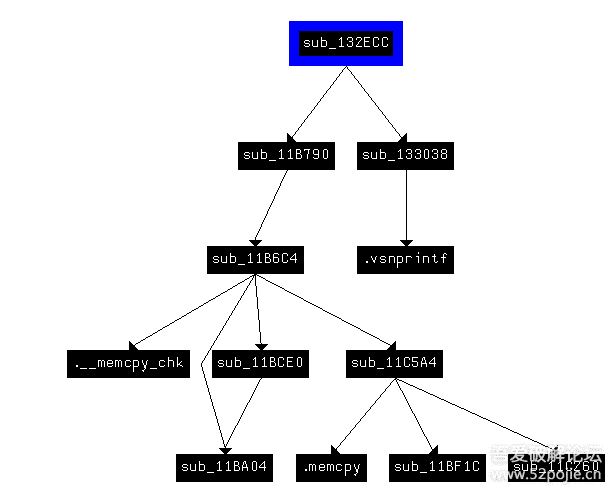 sub_132ECC
sub_11B790
sub_133038
sub_11B6C4
.vsnprintf
.__memcpy_chk
sub_11BCE0
sub_11C5A4
sub_11BA04
.memcpy
sub_11BF1C
sub_11CZ60
吾爱破解论坛
www.52pojie.cn